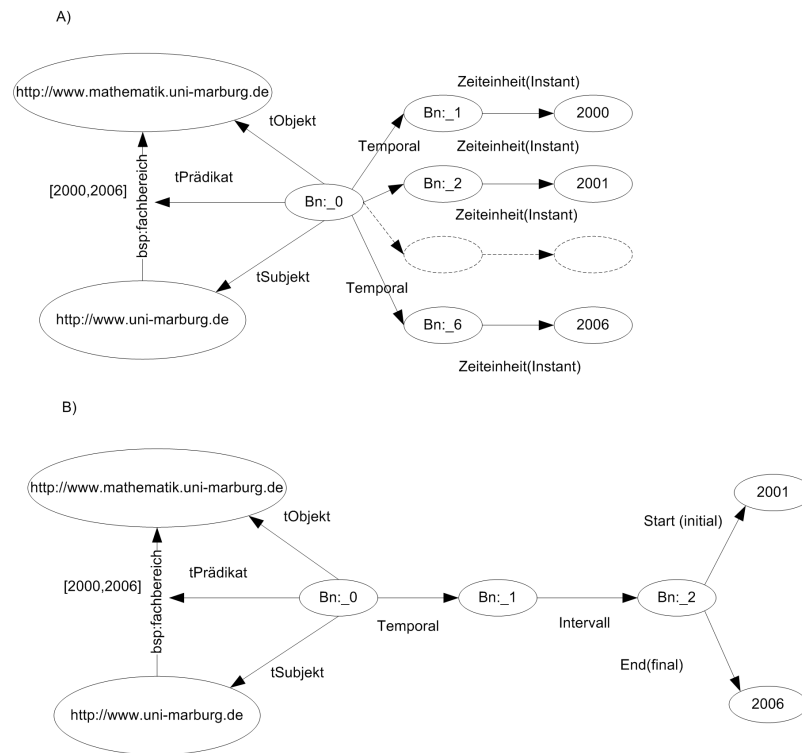 A)
Zeiteinheit(Instant)
http://www.mathematik.uni-marburg.de
Bn:_1
2000
tObjekt
Temporal
Zeiteinheit(Instant)
tPrädikat
[2000,2006]
bsp:fachbereich
Bn:_0
Bn:_2
2001
Zeiteinheit(Instant)
tSubjekt
Temporal
http://www.uni-marburg.de
Bn:_6
2006
Zeiteinheit(Instant)
B)
http://www.mathematik.uni-marburg.de
2001
tObjekt
Start (initial)
tPrädikat
[2000,2006]
bsp:fachbereich
Bn:_0
Bn:_1
Bn:_2
Temporal
Intervall
tSubjekt
End(final)
http://www.uni-marburg.de
2006